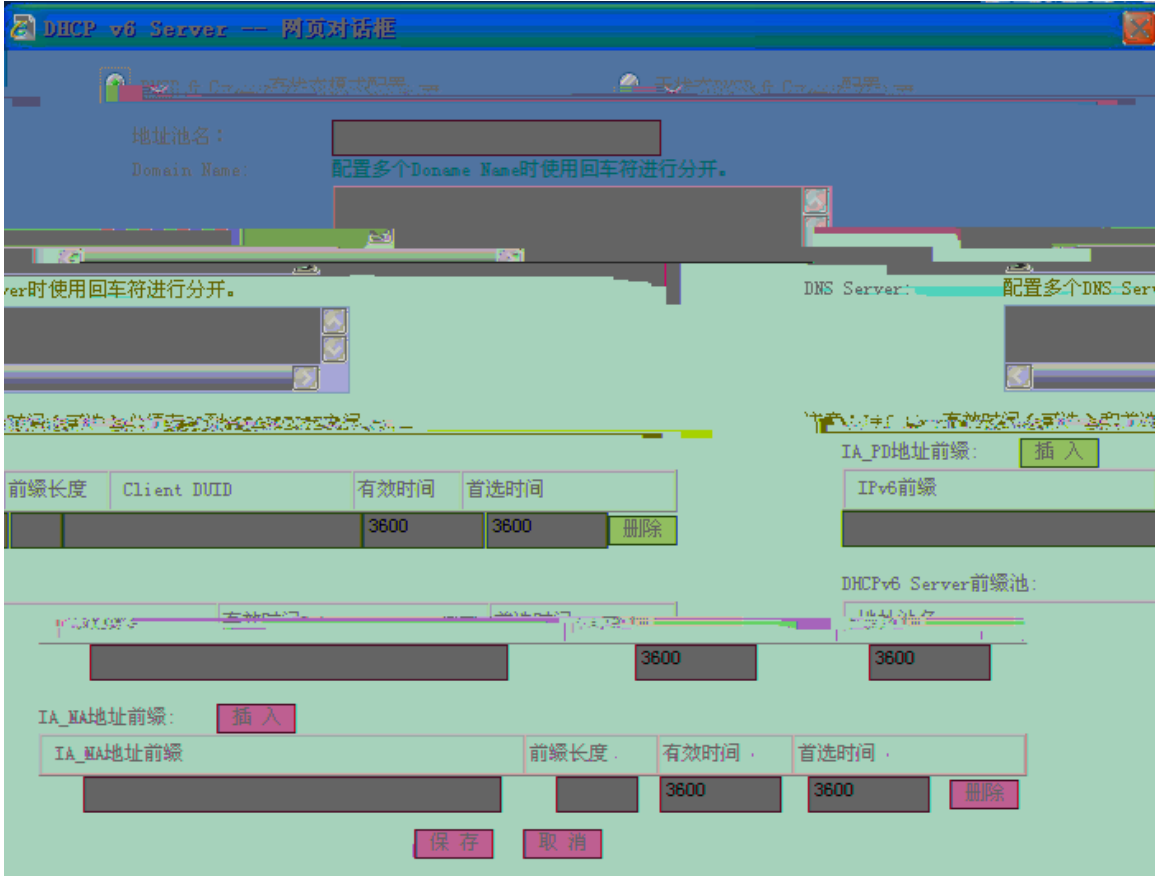 DHCP v6 Server -- 网页对话框
地址池名：
Domain Name:
配置多个Doname Name时使用回车符进行分开。
ver时使用回车符进行分开。
DNS Server:
配置多个DNS Serv
IA_PD地址前缀: 插 入
前缀长度 Client DUID 有效时间 首选时间
IPv6前缀
3600 3600 删除
DHCPv6 Server前缀池:
3600 3600
IA_NA地址前缀: 插 入
IA_NA地址前缀 前缀长度 有效时间 首选时间
3600 3600 删除
保 存 取 消